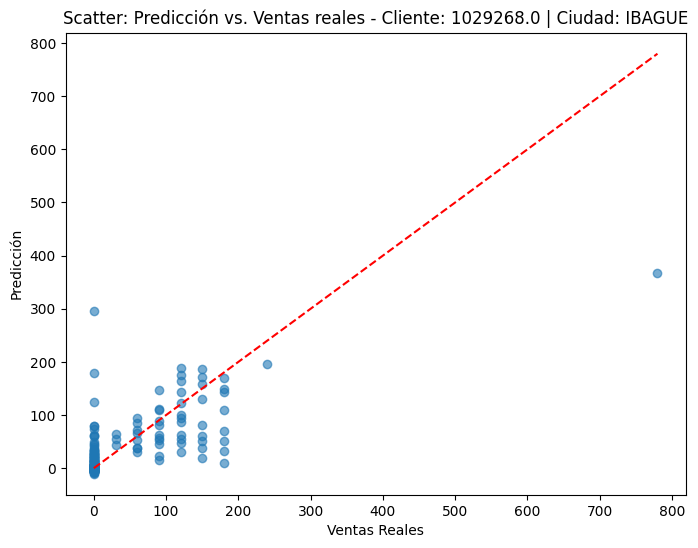 Scatter: Predicción vs. Ventas reales - Cliente: 1029268.0 | Ciudad: IBAGUE
800
700
600
500
400
300
200
100
0
Predicción
0 100 200 300 400 500 600 700 800
Ventas Reales